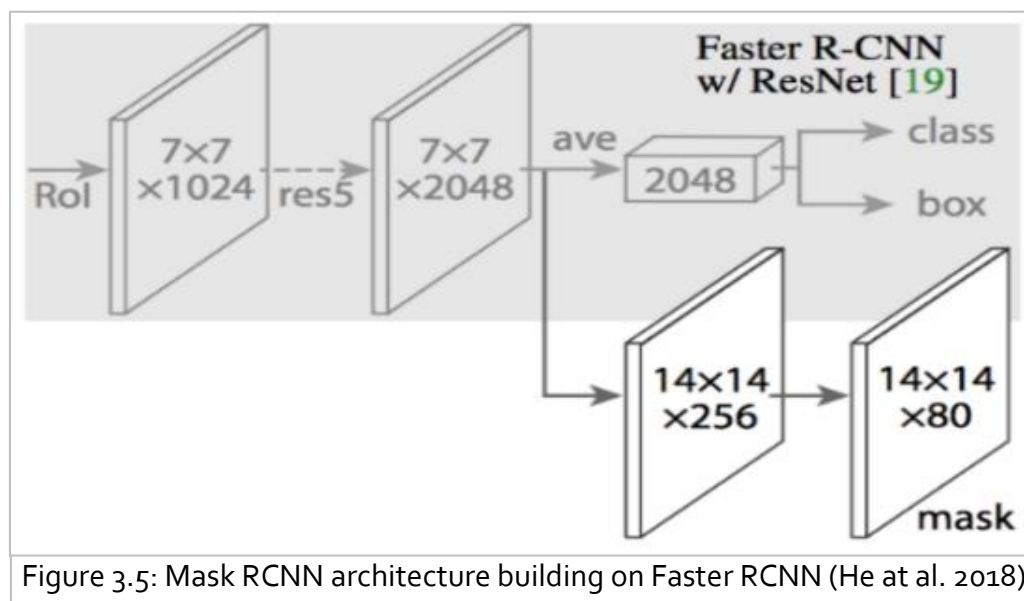 Faster R-CNN
w/ ResNet [19]
RoI
7×7
×1024
res5
7×7
×2048
ave
2048
class
box
14×14
×256
14×14
×80
mask
Figure 3.5: Mask RCNN architecture building on Faster RCNN (He at al. 2018)